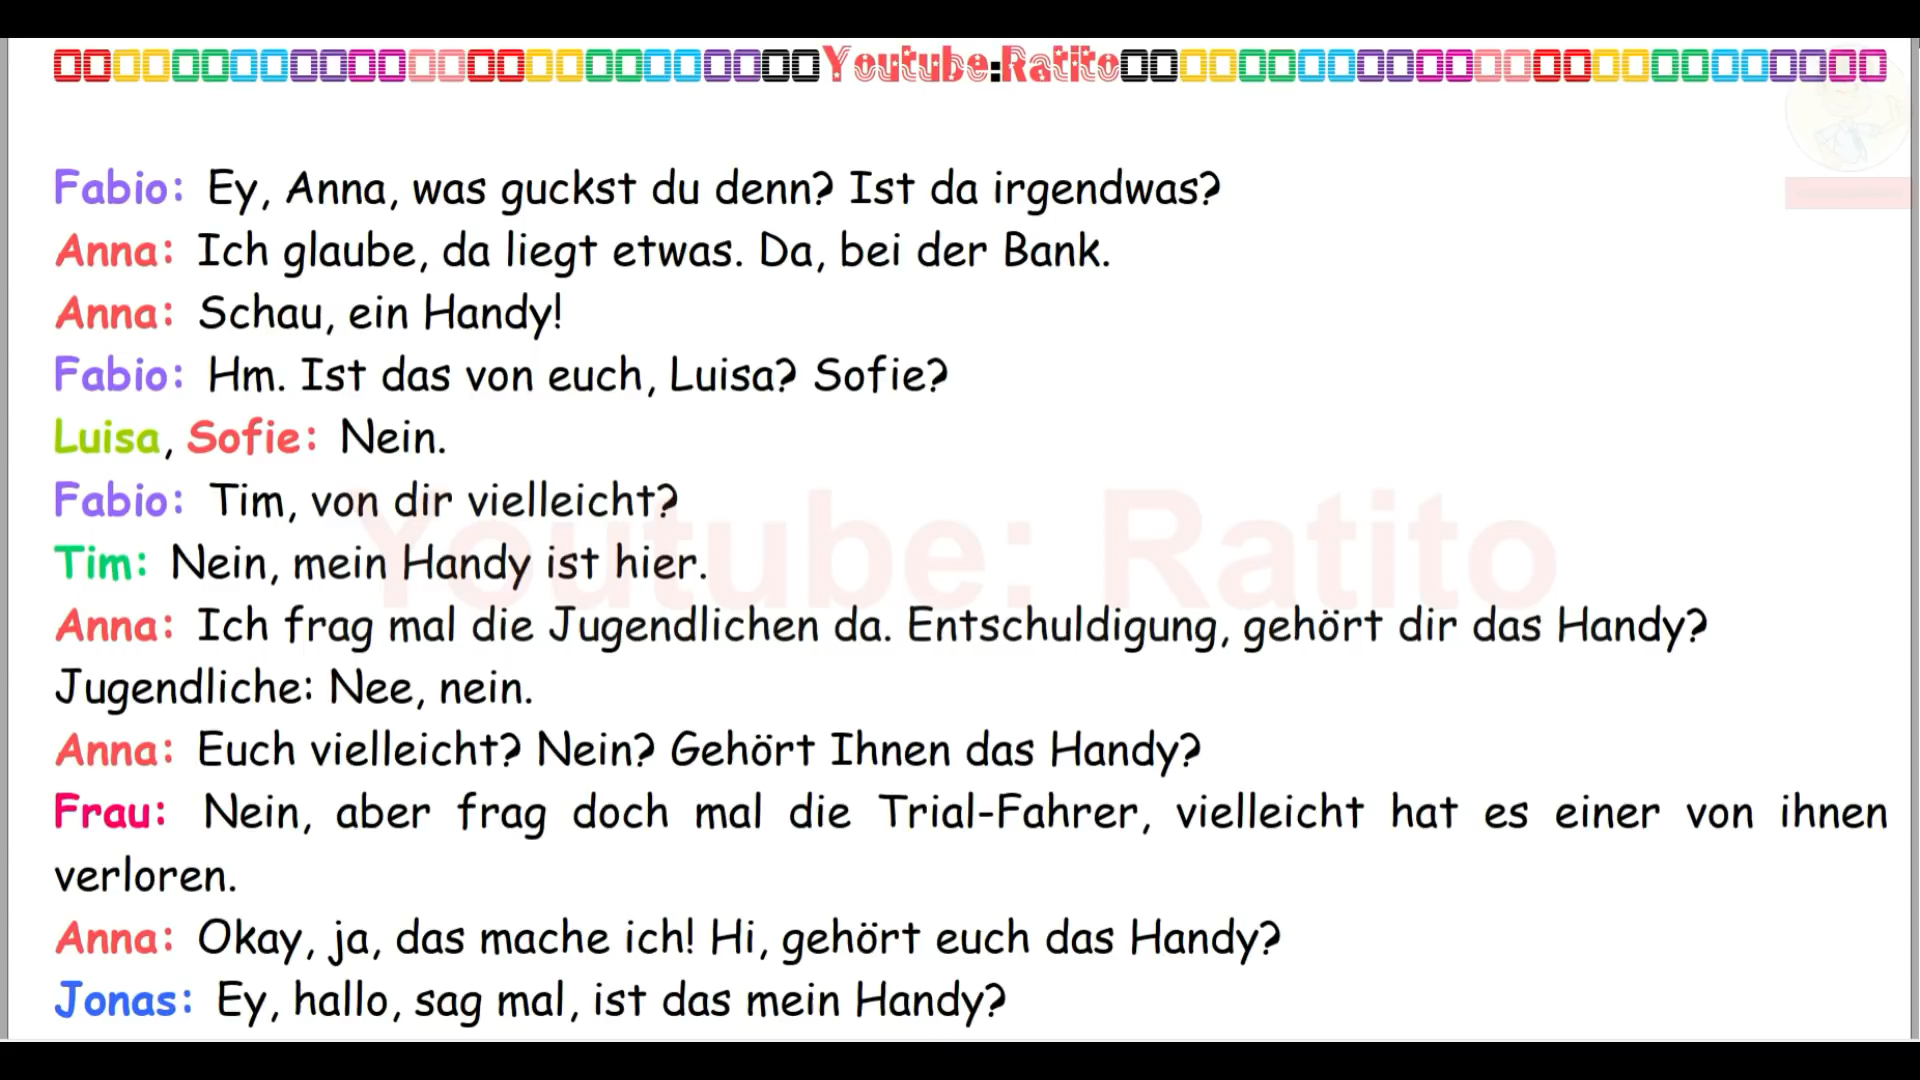 Youtube:Ratito
Fabio: Ey, Anna, was guckst du denn? Ist da irgendwas?
Anna: Ich glaube, da liegt etwas. Da, bei der Bank.
Anna: Schau, ein Handy!
Fabio: Hm. Ist das von euch, Luisa? Sofie?
Luisa, Sofie: Nein.
Fabio: Tim, von dir vielleicht?
Youtube: Ratito
Tim: Nein, mein Handy ist hier.
Anna: Ich frag mal die Jugendlichen da. Entschuldigung, gehört dir das Handy?
Jugendliche: Nee, nein.
Anna: Euch vielleicht? Nein? Gehört Ihnen das Handy?
Frau: Nein, aber frag doch mal die Trial-Fahrer, vielleicht hat es einer von ihnen
verloren.
Anna: Okay, ja, das mache ich! Hi, gehört euch das Handy?
Jonas: Ey, hallo, sag mal, ist das mein Handy?